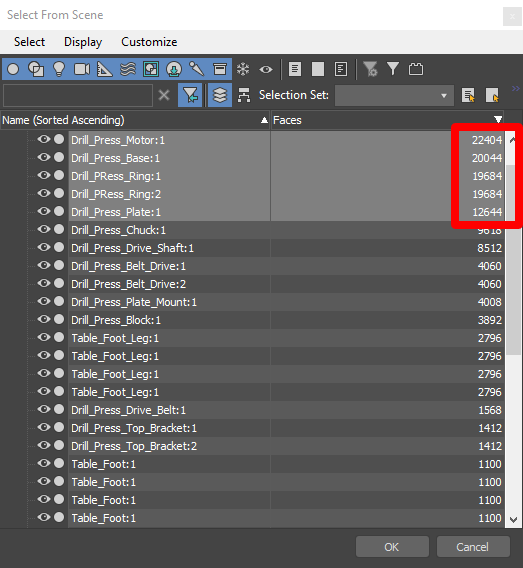 Select From Scene
Select Display Customize
Selection Set:
Name (Sorted Ascending) Faces
Drill_Press_Motor:1 22404
Drill_Press_Base:1 20044
Drill_PRess_Ring:1 19684
Drill_PRess_Ring:2 19684
Drill_Press_Plate:1 12644
Drill_Press_Chuck:1 9618
Drill_Press_Drive_Shaft:1 8512
Drill_Press_Belt_Drive:1 4060
Drill_Press_Belt_Drive:2 4060
Drill_Press_Plate_Mount:1 4008
Drill_Press_Block:1 3892
Table_Foot_Leg:1 2796
Table_Foot_Leg:1 2796
Table_Foot_Leg:1 2796
Table_Foot_Leg:1 2796
Drill_Press_Drive_Belt:1 1568
Drill_Press_Top_Bracket:1 1412
Drill_Press_Top_Bracket:2 1412
Table_Foot:1 1100
Table_Foot:1 1100
Table_Foot:1 1100
Table_Foot:1 1100
OK Cancel